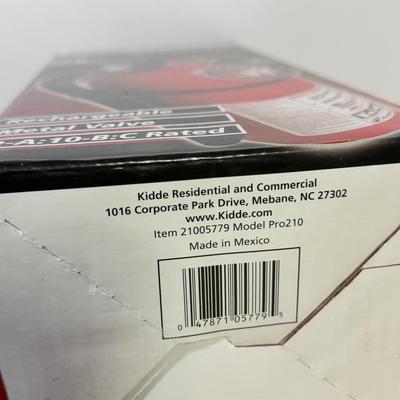 Rechargeable
Metal Valve
-A:10-B:C Rated
Kidde Residential and Commercial
1016 Corporate Park Drive, Mebane, NC 27302
www.Kidde.com
Item 21005779 Model Pro210
Made in Mexico
0 47871 05779 5